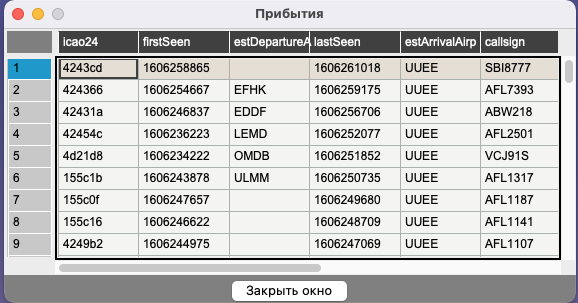 Прибытия
icao24 firstSeen estDepartureA lastSeen estArrivalAirp callsign
1 4243cd 1606258865 1606261018 UUEE SBI8777
2 424366 1606254667 EFHK 1606259175 UUEE AFL7393
3 42431a 1606246837 EDDF 1606256706 UUEE ABW218
4 42454c 1606236223 LEMD 1606252077 UUEE AFL2501
5 4d21d8 1606234222 OMDB 1606251852 UUEE VCJ91S
6 155c1b 1606243878 ULMM 1606250735 UUEE AFL1317
7 155c0f 1606247657 1606249680 UUEE AFL1187
8 155c16 1606246622 1606248709 UUEE AFL1141
9 4249b2 1606244975 1606247069 UUEE AFL1107
Закрыть окно